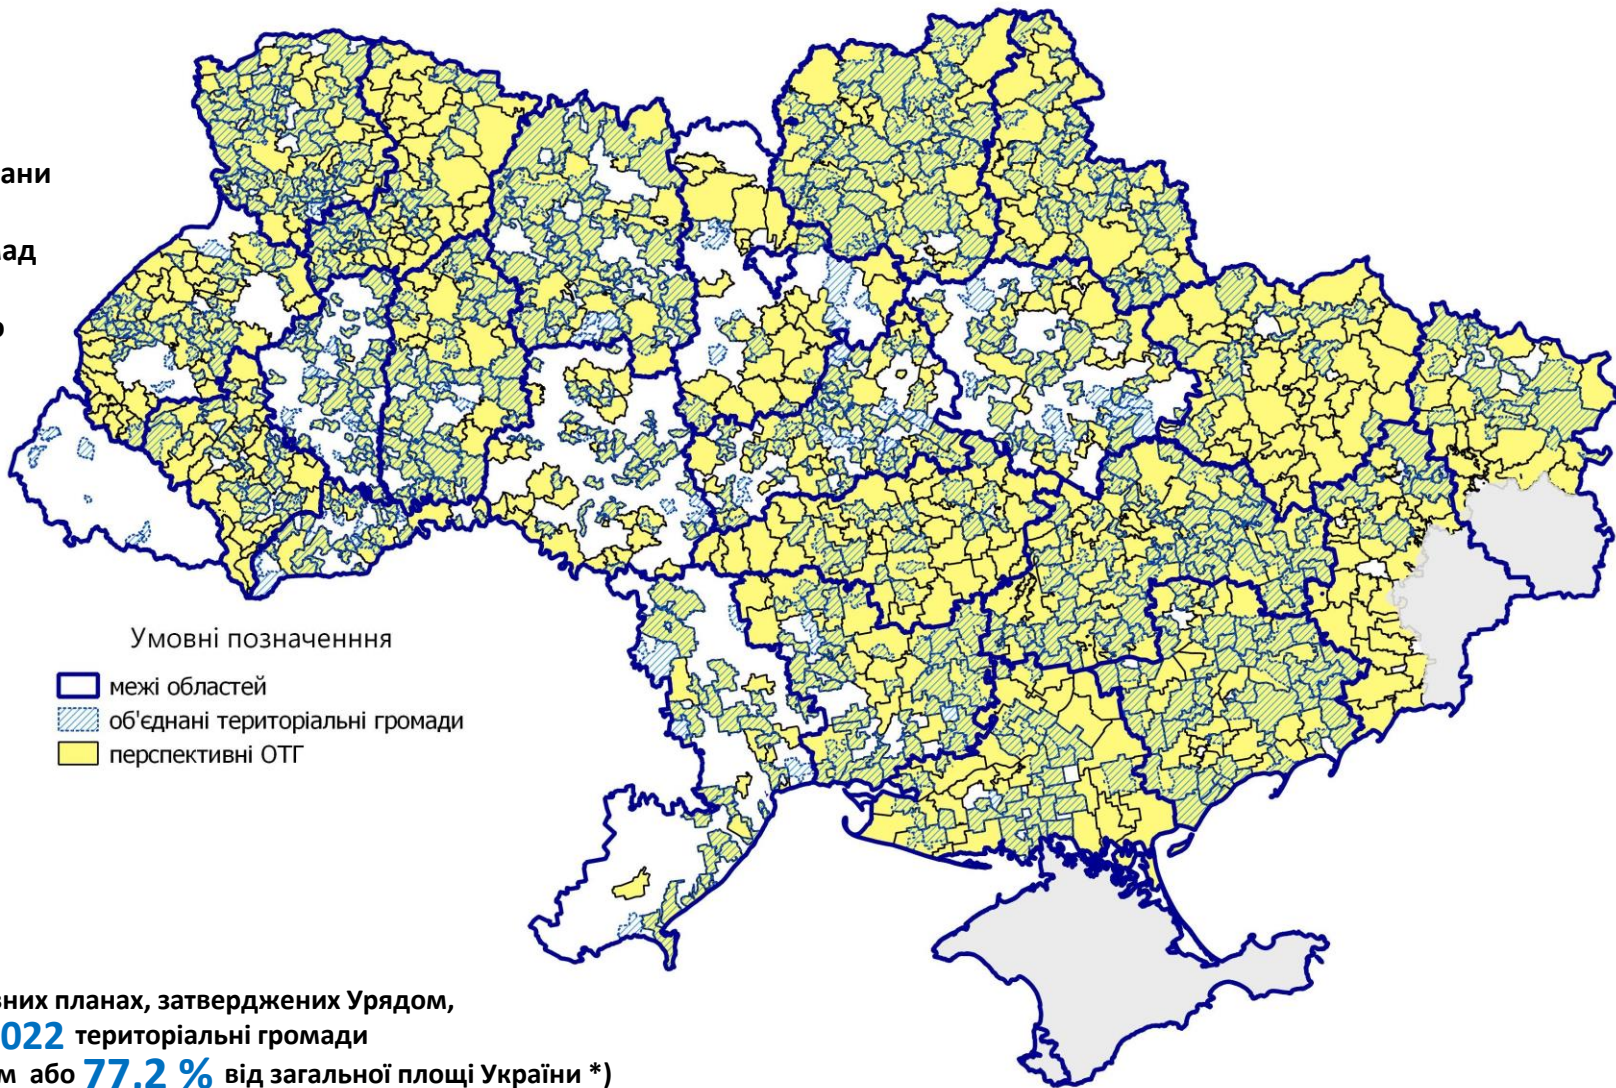 ани
мад
о
Умовні позначенння
межі областей
об'єднані територіальні громади
перспективні ОТГ
вних планах, затверджених Урядом,
022 територіальні громади
м або 77,2 % від загальної площі України *)